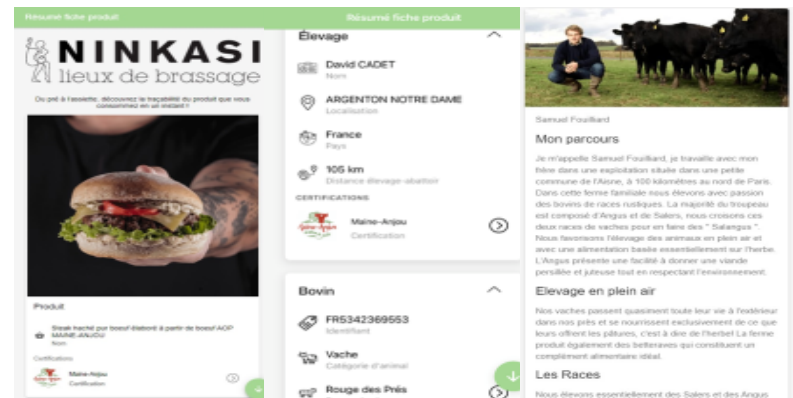 Résumé fiche produit
NINKASI
lieux de brassage
Du pré à l'assiette, découvrez la traçabilité du produit que vous
consommez en un instant !
Produit
Steak haché pur boeuf élaboré à partir de boeuf AOP
MAINE-ANJOU
Nom
Certifications
Maine-Anjou
Certification
Résumé fiche produit
Élevage
David CADET
Nom
ARGENTON NOTRE DAME
Localisation
France
Pays
105 km
Distance élevage-abattoir
CERTIFICATIONS
Maine-Anjou
Certification
Bovin
FR5342369553
Identifiant
Vache
Catégorie d'animal
Rouge des Prés
Samuel Fouillard
Mon parcours
Je m'appelle Samuel Fouillard, je travaille avec mon
frère dans une exploitation située dans une petite
commune de l'Aisne, à 100 kilomètres au nord de Paris.
Dans cette ferme familiale nous élevons avec passion
des bovins de races rustiques. La majorité du troupeau
est composé d'Angus et de Salers, nous croisons ces
deux races de vaches pour en faire des " Salangus ".
Nous favorisons l'élevage des animaux en plein air et
avec une alimentation basée essentiellement sur l'herbe.
L'Angus présente une facilité à donner une viande
persillée et juteuse tout en respectant l'environnement.
Elevage en plein air
Nos vaches passent quasiment toute leur vie à l'extérieur
dans nos près et se nourrissent exclusivement de ce que
leurs offrent les pâtures, c'est à dire de l'herbe! La ferme
produit également des betteraves qui constituent un
complément alimentaire idéal.
Les Races
Nous élevons essentiellement des Salers et des Angus